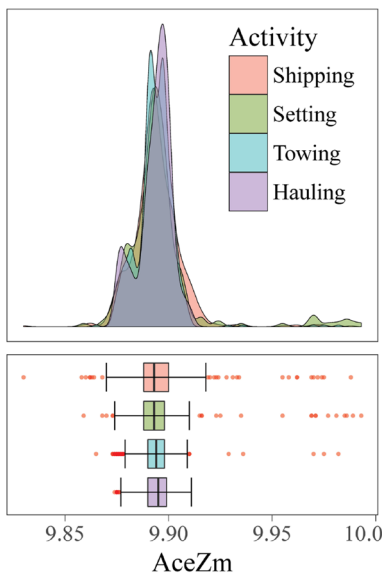 Activity
Shipping
Setting
Towing
Hauling
9.85 9.90 9.95 10.0
AceZm